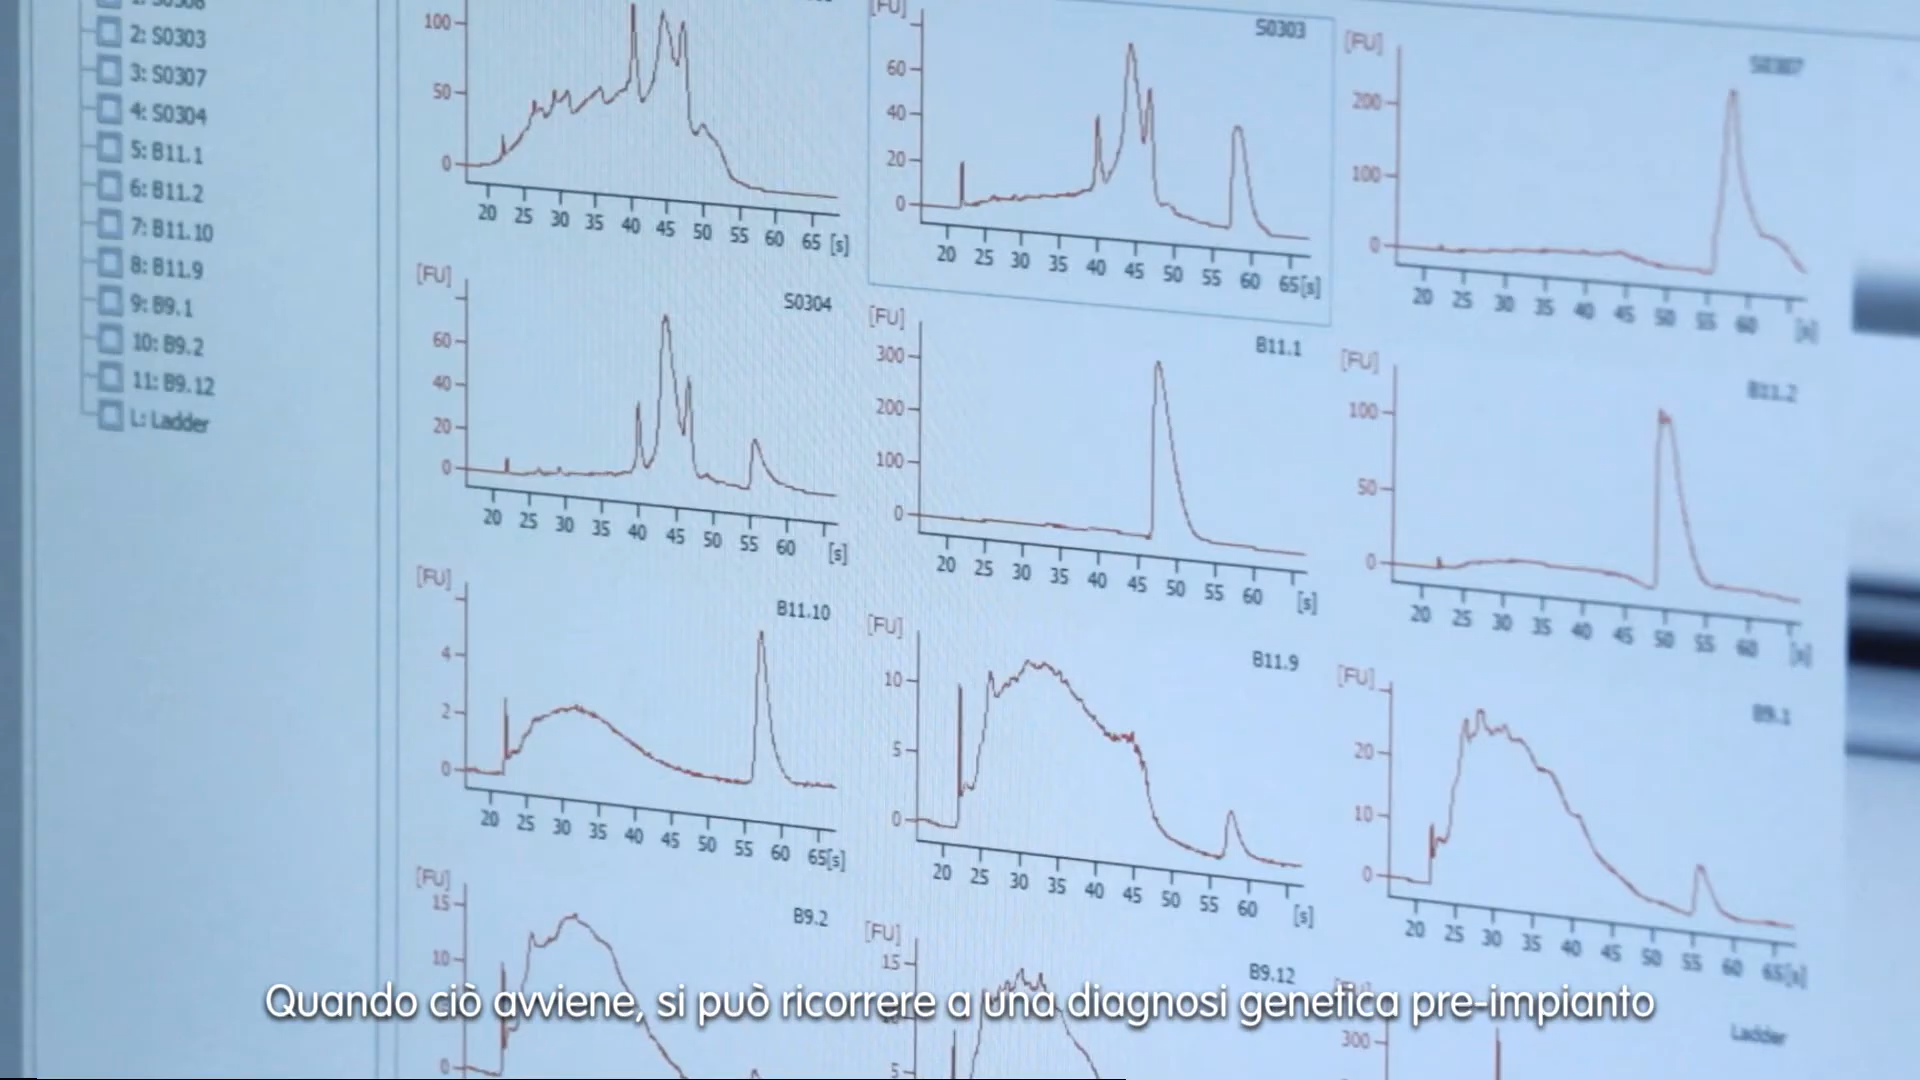 2: S0303
3: S0307
4: S0304
5: B11.1
6: B11.2
7: B11.10
8: B11.9
9: B9.1
10: B9.2
11: B9.12
L: Ladder
100
50
0
20 25 30 35 40 45 50 55 60 65 [s]
[FU]
S0303
60
40
20
0
20 25 30 35 40 45 50 55 60 65[s]
[FU]
S0307
200
100
0
20 25 30 35 40 45 50 55 60 [s]
[FU]
S0304
60
40
20
0
20 25 30 35 40 45 50 55 60 [s]
[FU]
B11.1
300
200
100
0
20 25 30 35 40 45 50 55 60 [s]
[FU]
B11.2
100
50
0
20 25 30 35 40 45 50 55 60 [s]
[FU]
B11.10
4
2
0
20 25 30 35 40 45 50 55 60 65[s]
[FU]
B11.9
10
5
0
20 25 30 35 40 45 50 55 60 [s]
[FU]
B9.1
20
10
0
20 25 30 35 40 45 50 55 60 65[s]
[FU]
B9.2
15
10
0
[FU]
B9.12
15
5
Ladder
300
Quando ciò avviene, si può ricorrere a una diagnosi genetica pre-impianto